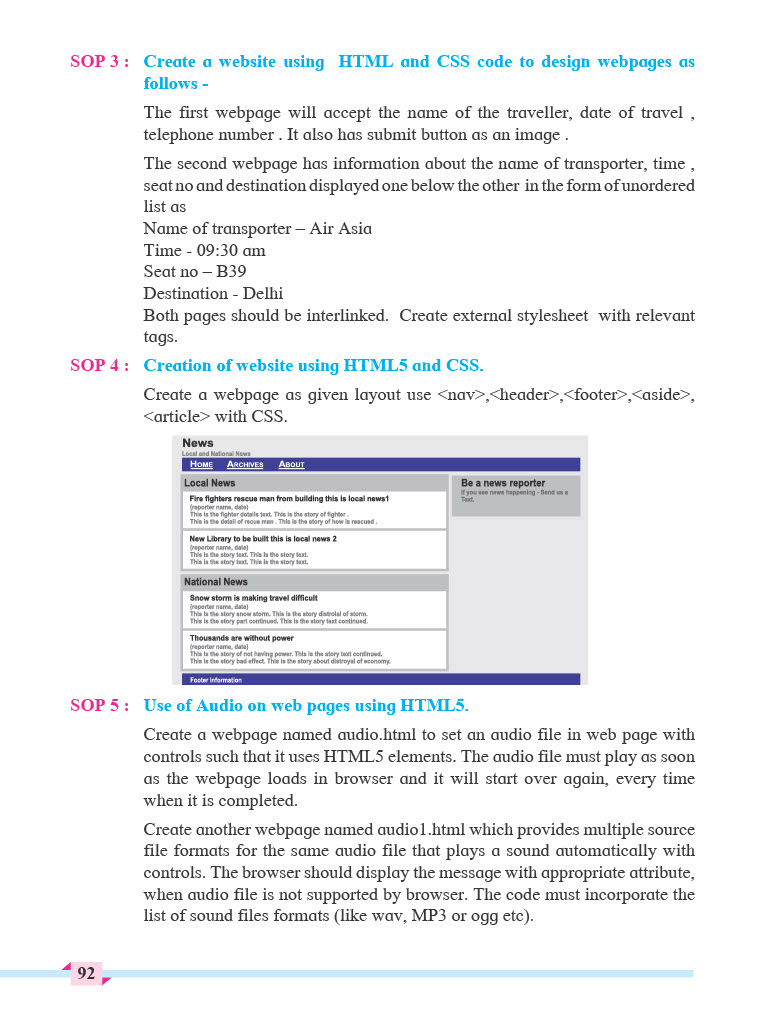 SOP 3 : Create a website using HTML and CSS code to design webpages as
follows -
The first webpage will accept the name of the traveller, date of travel ,
telephone number . It also has submit button as an image .
The second webpage has information about the name of transporter, time ,
seat no and destination displayed one below the other in the form of unordered
list as
Name of transporter – Air Asia
Time - 09:30 am
Seat no – B39
Destination - Delhi
Both pages should be interlinked. Create external stylesheet with relevant
tags.
SOP 4 : Creation of website using HTML5 and CSS.
Create a webpage as given layout use <nav>,<header>,<footer>,<aside>,
<article> with CSS.
News
Local and National News
Home Archives About
Local News
Fire fighters rescue man from building this is local news1
(reporter name, date)
This is the fighter details text. This is the story of fighter .
This is the detail of recue man . This is the story of how is rescued .
New Library to be built this is local news 2
(reporter name, date)
This is the story text. This is the story text.
This is the story text. This is the story text.
National News
Snow storm is making travel difficult
(reporter name, date)
This is the story snow storm. This is the story distroial of storm.
This is the story part continued. This is the story text continued.
Thousands are without power
(reporter name, date)
This is the story of not having power. This is the story text continued.
This is the story bad effect. This is the story about distroyal of economy.
Be a news reporter
If you see news happening - Send us a
Text.
Footer Information
SOP 5 : Use of Audio on web pages using HTML5.
Create a webpage named audio.html to set an audio file in web page with
controls such that it uses HTML5 elements. The audio file must play as soon
as the webpage loads in browser and it will start over again, every time
when it is completed.
Create another webpage named audio1.html which provides multiple source
file formats for the same audio file that plays a sound automatically with
controls. The browser should display the message with appropriate attribute,
when audio file is not supported by browser. The code must incorporate the
list of sound files formats (like wav, MP3 or ogg etc).
92